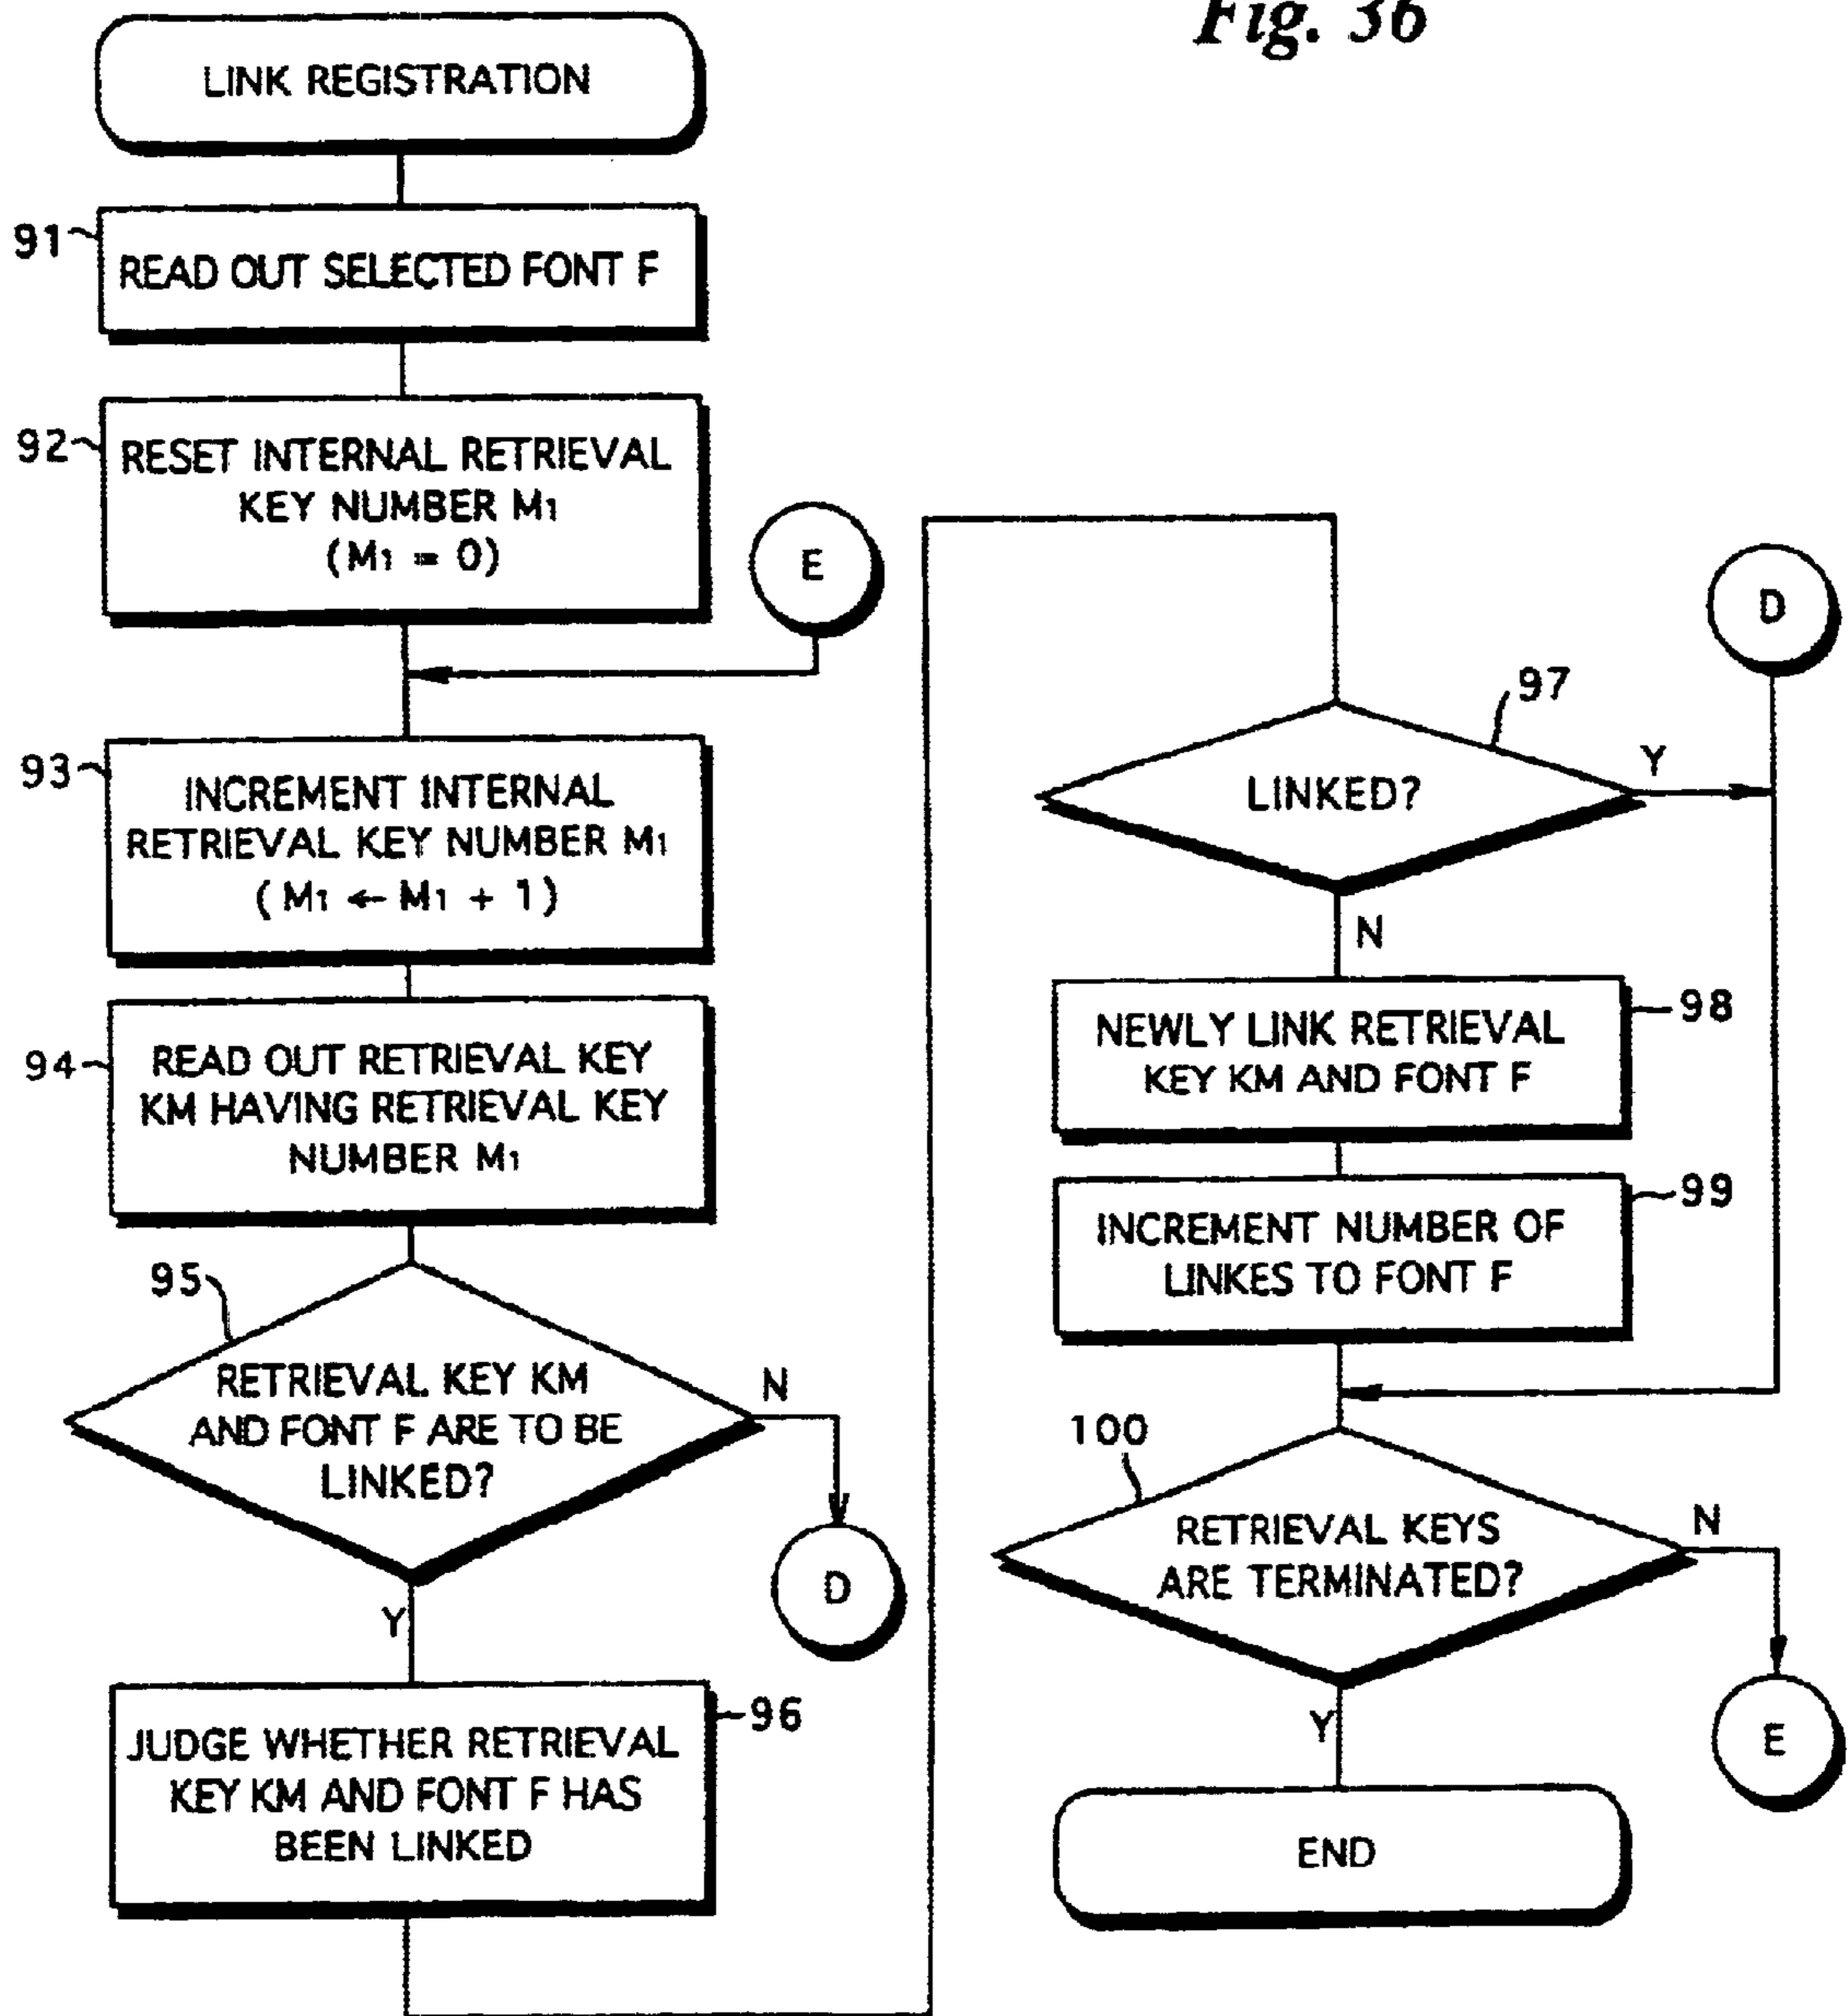 Fig. 36
LINK REGISTRATION
91
READ OUT SELECTED FONT F
92
RESET INTERNAL RETRIEVAL
KEY NUMBER M1
(M1 = 0)
E
93
INCREMENT INTERNAL
RETRIEVAL KEY NUMBER M1
(M1 ← M1 + 1)
94
READ OUT RETRIEVAL KEY
KM HAVING RETRIEVAL KEY
NUMBER M1
95
RETRIEVAL KEY KM
AND FONT F ARE TO BE
LINKED?
N
D
Y
96
JUDGE WHETHER RETRIEVAL
KEY KM AND FONT F HAS
BEEN LINKED
D
97
LINKED?
Y
N
98
NEWLY LINK RETRIEVAL
KEY KM AND FONT F
99
INCREMENT NUMBER OF
LINKES TO FONT F
100
RETRIEVAL KEYS
ARE TERMINATED?
N
E
Y
END